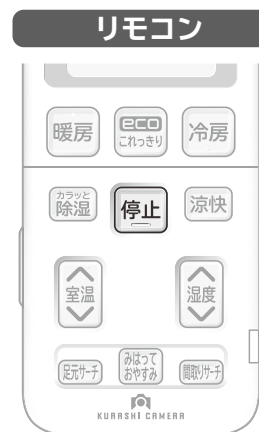 リモコン
暖房
eco
これっきり
冷房
カラッと
除湿
停止
涼快
室温
湿度
足元サーチ
みはって
おやすみ
間取りサーチ
KURASHI CAMERA